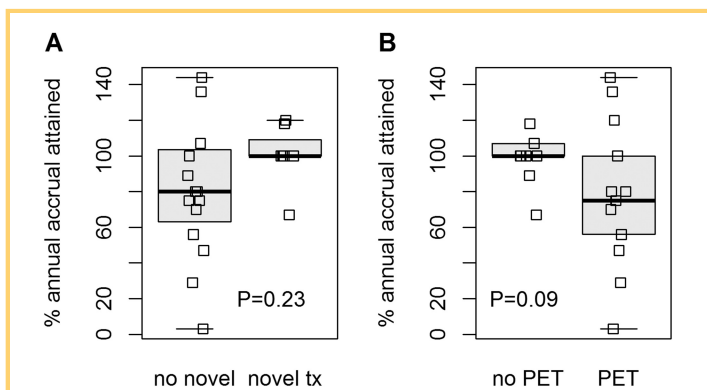 A
% annual accrual attained
140
100
60
20
0
P=0.23
no novel novel tx
B
% annual accrual attained
140
100
60
20
0
P=0.09
no PET PET